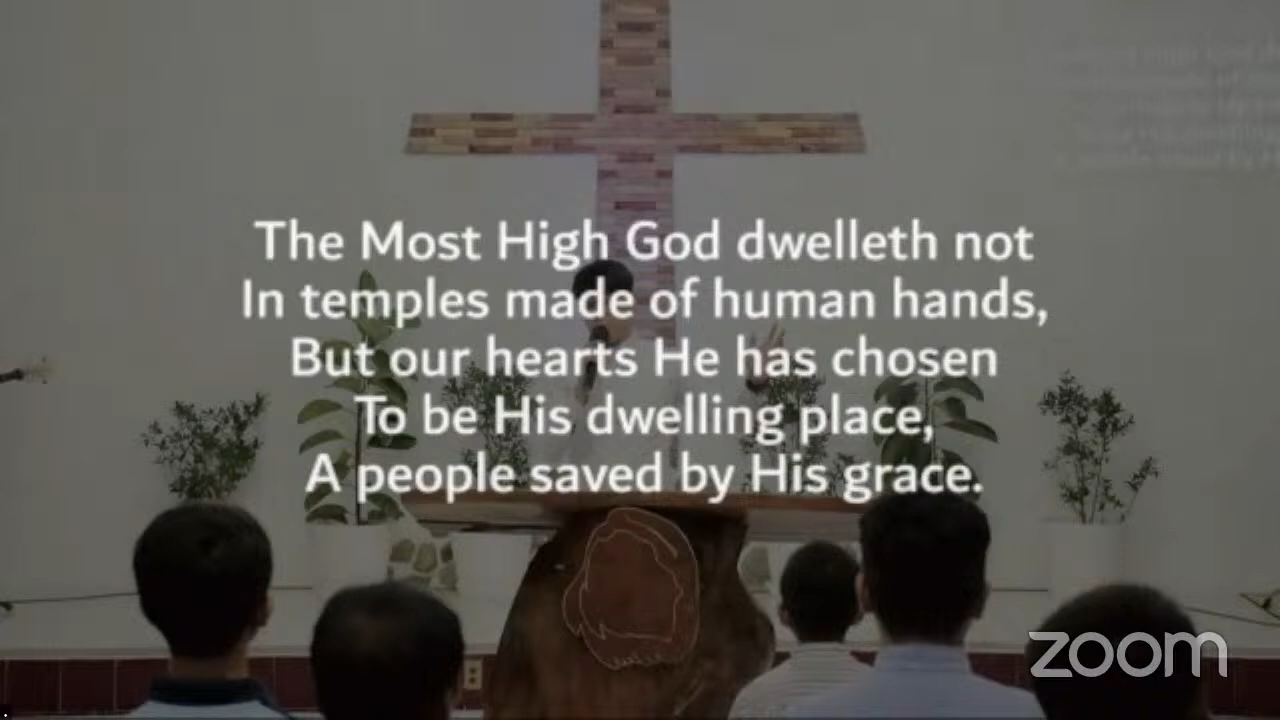 The Most High God dwelleth not
In temples made of human hands,
But our hearts He has chosen
To be His dwelling place,
A people saved by His grace.
zoom